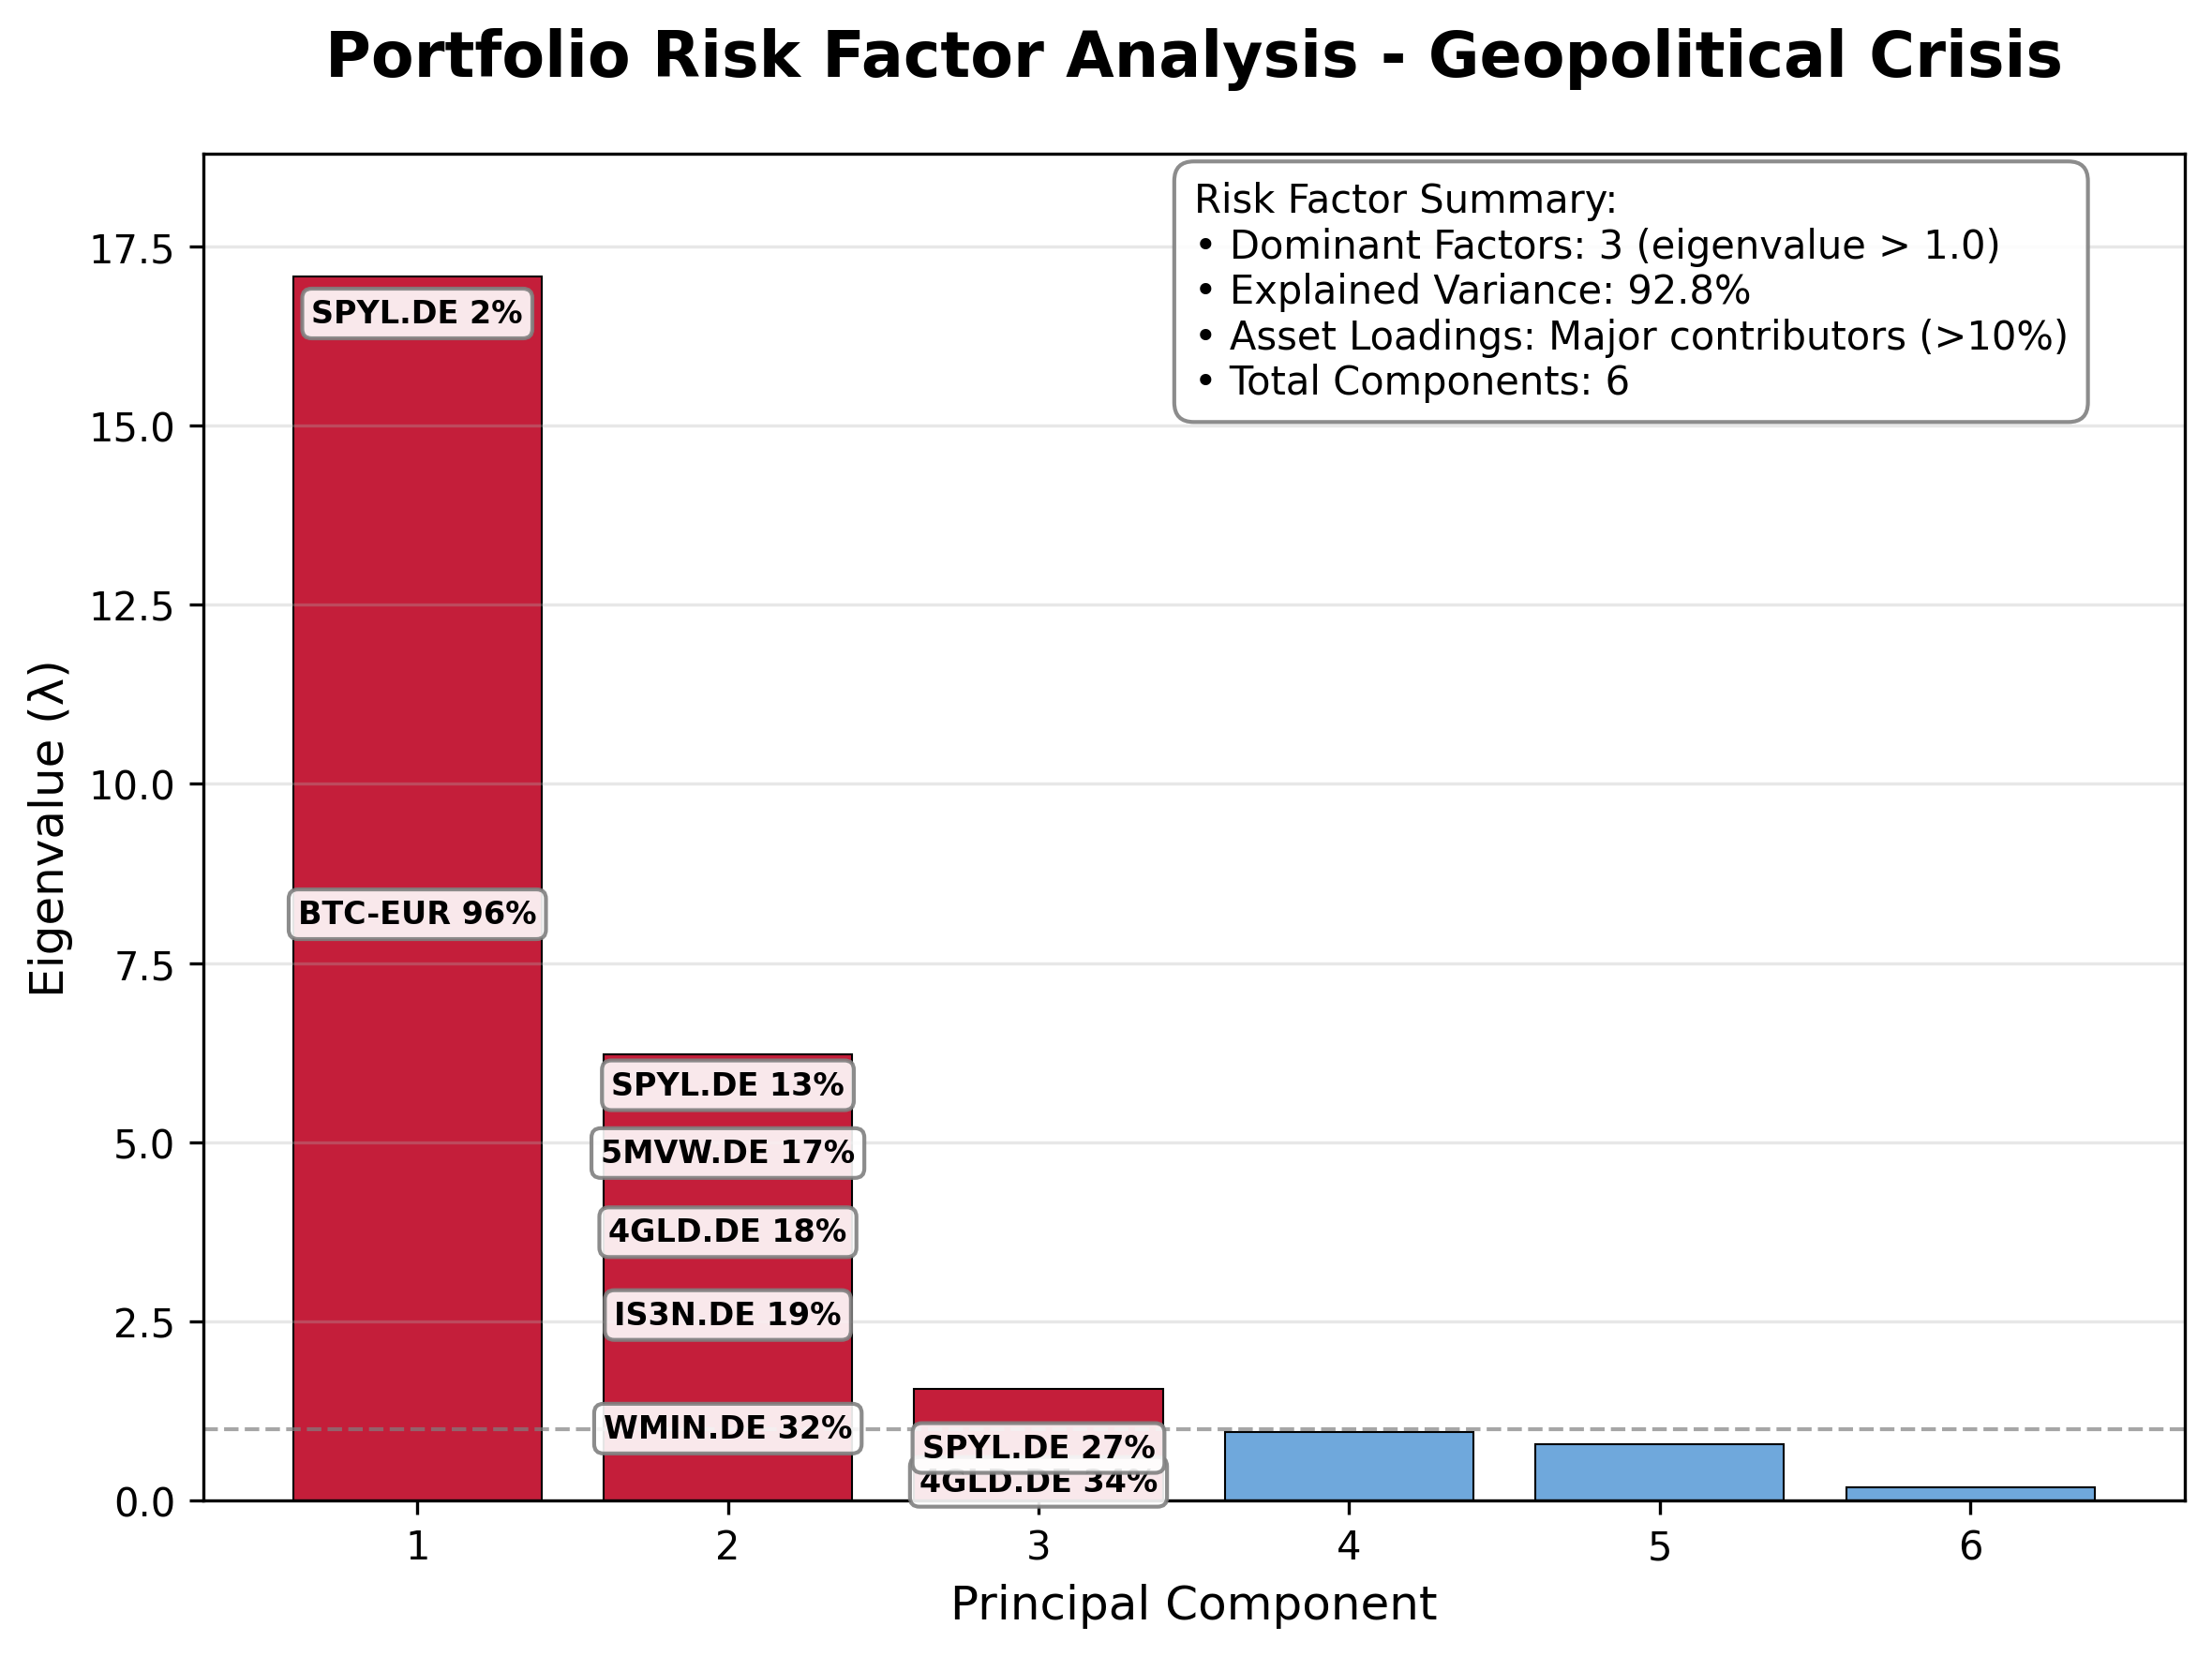 Portfolio Risk Factor Analysis - Geopolitical Crisis
Risk Factor Summary:
• Dominant Factors: 3 (eigenvalue > 1.0)
• Explained Variance: 92.8%
• Asset Loadings: Major contributors (>10%)
• Total Components: 6
Eigenvalue (λ)
17.5
15.0
12.5
10.0
7.5
5.0
2.5
0.0
SPYL.DE 2%
BTC-EUR 96%
SPYL.DE 13%
5MVW.DE 17%
4GLD.DE 18%
IS3N.DE 19%
WMIN.DE 32%
SPYL.DE 27%
4GLD.DE 34%
1 2 3 4 5 6
Principal Component